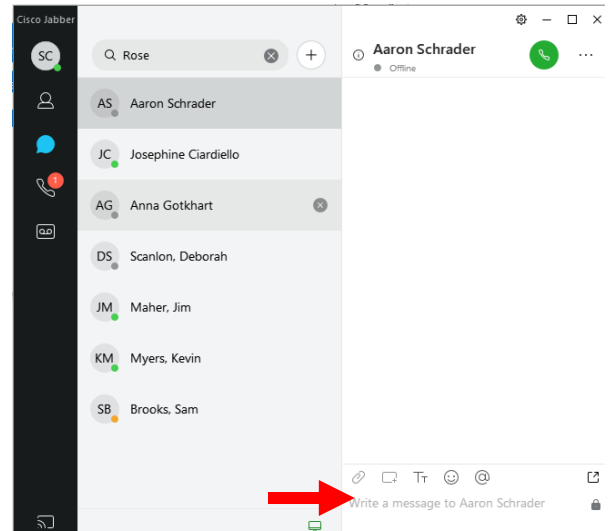 Cisco Jabber
SC
Rose
Aaron Schrader
Offline
AS Aaron Schrader
JC Josephine Ciardiello
1
AG Anna Gotkhart
DS Scanlon, Deborah
JM Maher, Jim
KM Myers, Kevin
SB Brooks, Sam
Write a message to Aaron Schrader